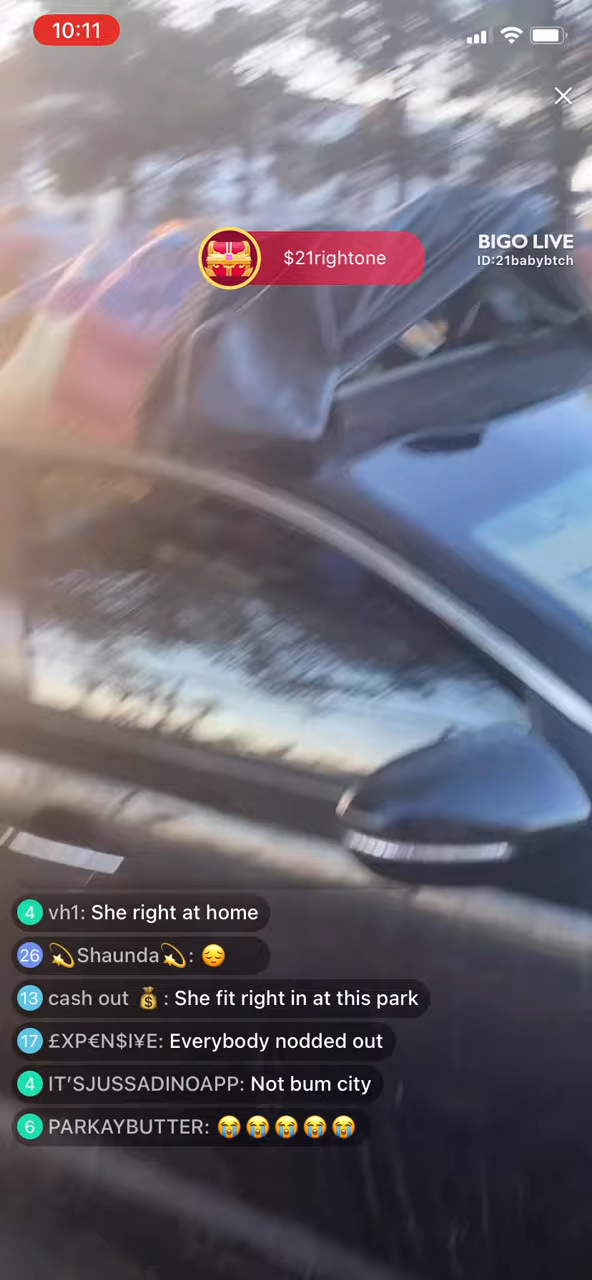 10:11
$21rightone
BIGO LIVE
ID:21babybtch
4 vh1: She right at home
26 💫Shaunda💫: 😔
13 cash out 💰: She fit right in at this park
17 £XP€N$I¥E: Everybody nodded out
4 IT’SJUSSADINOAPP: Not bum city
6 PARKAYBUTTER: 😭😭😭😭😭